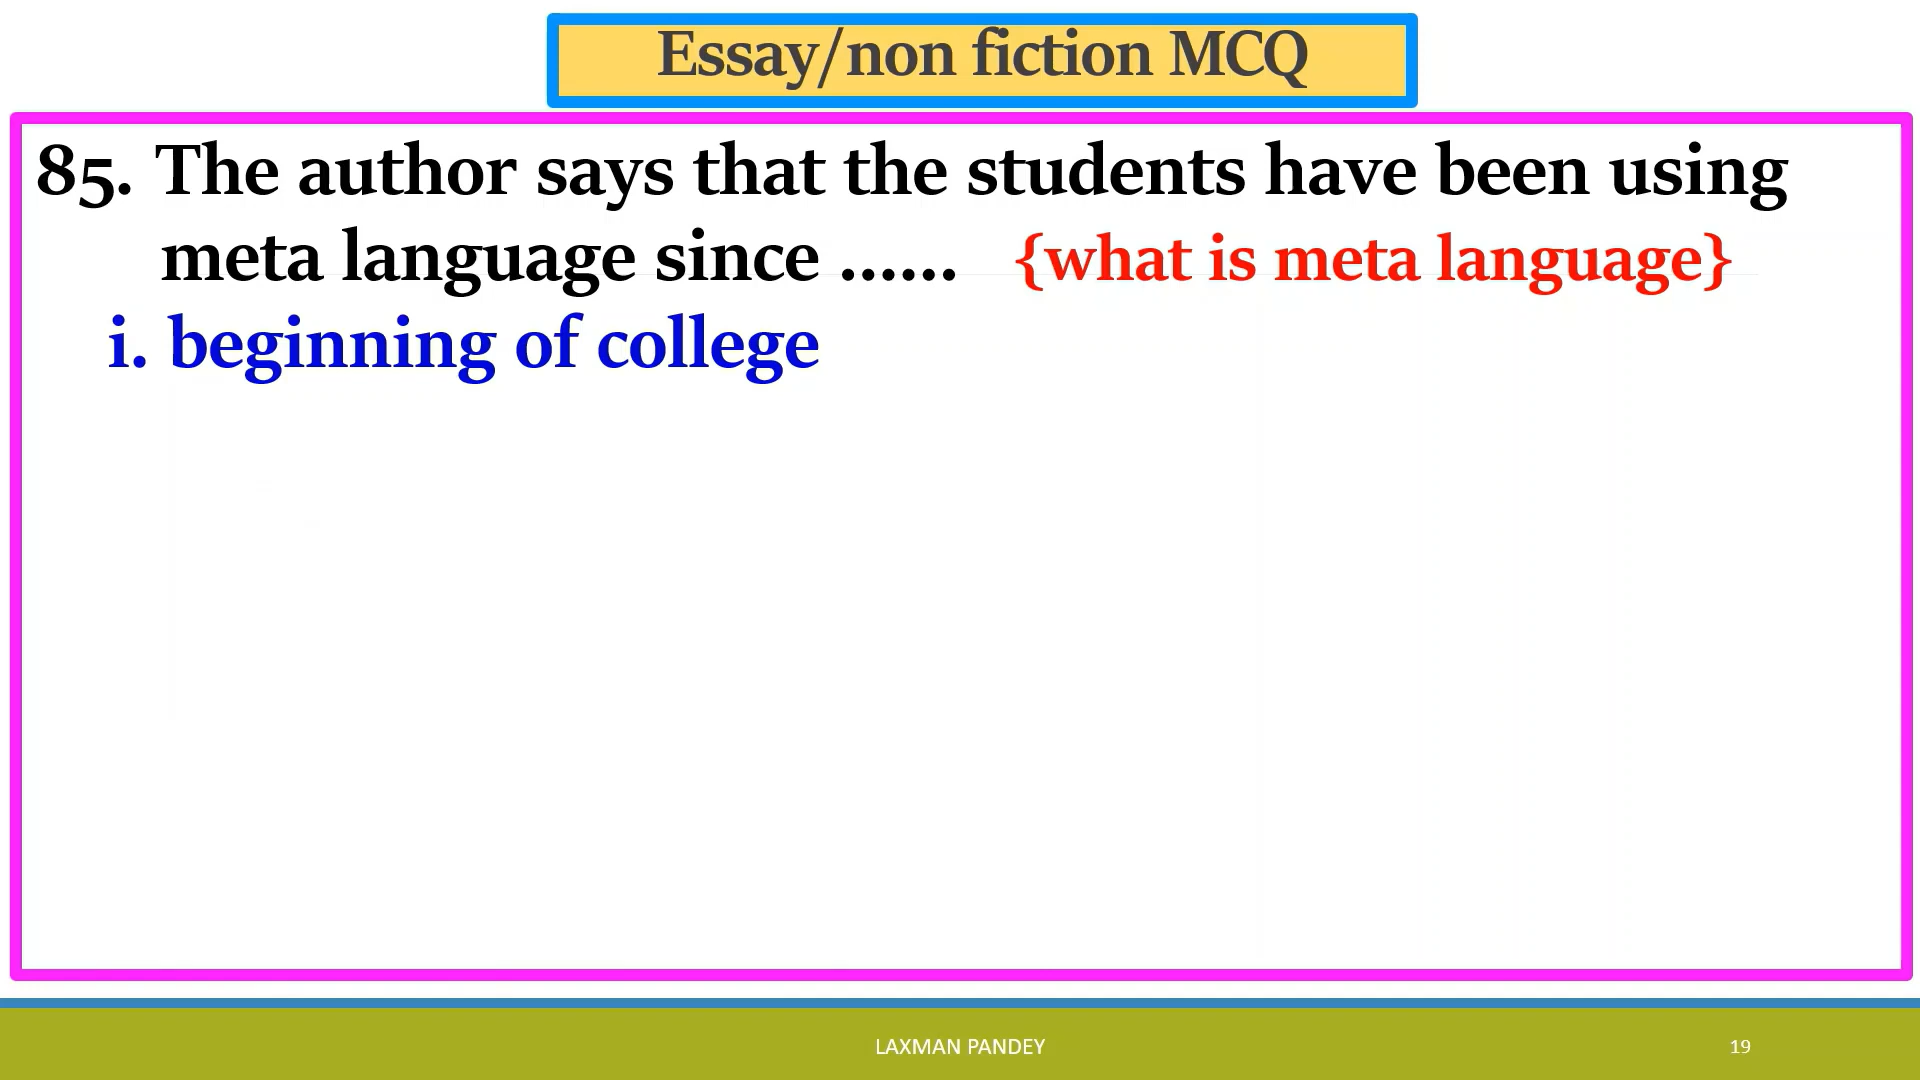 Essay/non fiction MCQ
85. The author says that the students have been using
meta language since ...... {what is meta language}
i. beginning of college
LAXMAN PANDEY
19